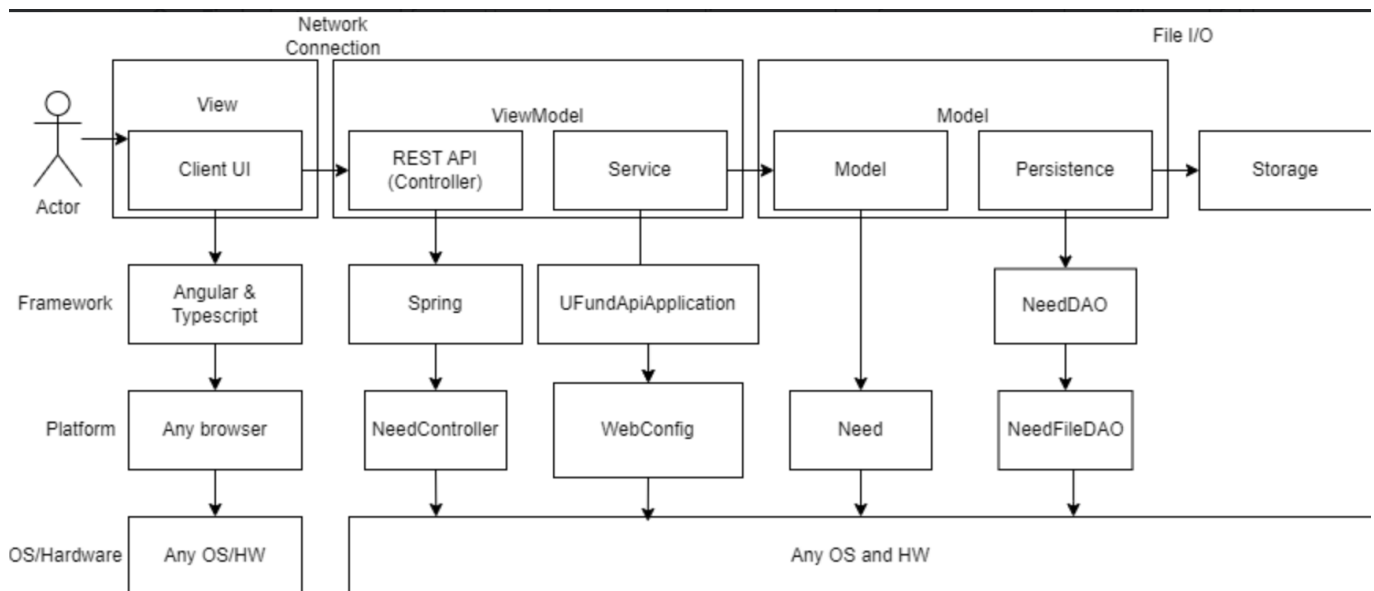 Network
Connection
File I/O
View
ViewModel
Model
Client UI
REST API
(Controller)
Service
Model
Persistence
Storage
Actor
Framework
Angular &
Typescript
Spring
UFundApiApplication
NeedDAO
Platform
Any browser
NeedController
WebConfig
Need
NeedFileDAO
OS/Hardware
Any OS/HW
Any OS and HW